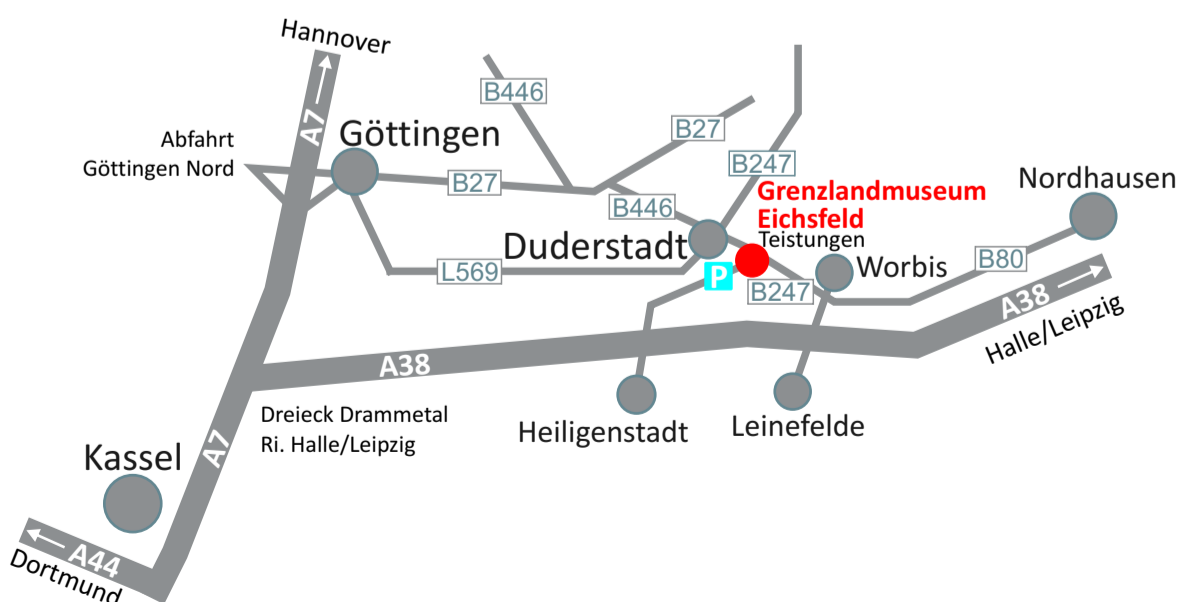 Hannover
A7
B446
Abfahrt
Göttingen Nord
Göttingen
B27
B27
B247
B446
Grenzlandmuseum
Eichsfeld
Teistungen
Nordhausen
Duderstadt
L569
P
B247
Worbis
B80
A38
Halle/Leipzig
A38
Dreieck Drammetal
Ri. Halle/Leipzig
Heiligenstadt
Leinefelde
A7
Kassel
A44
Dortmund